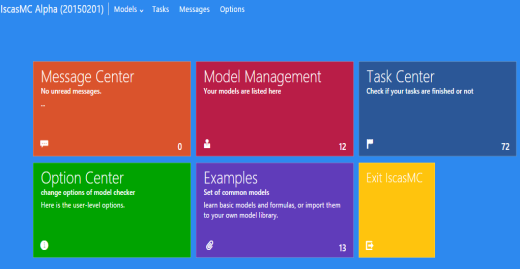 IscasMC Alpha (20150201) Models Tasks Messages Options
Message Center
No unread messages.
...
0
Model Management
Your models are listed here
12
Task Center
Check if your tasks are finished or not
72
Option Center
change options of model checker
Here is the user-level options.
Examples
Set of common models
learn basic models and formulas, or import them
to your own model library.
13
Exit IscasMC